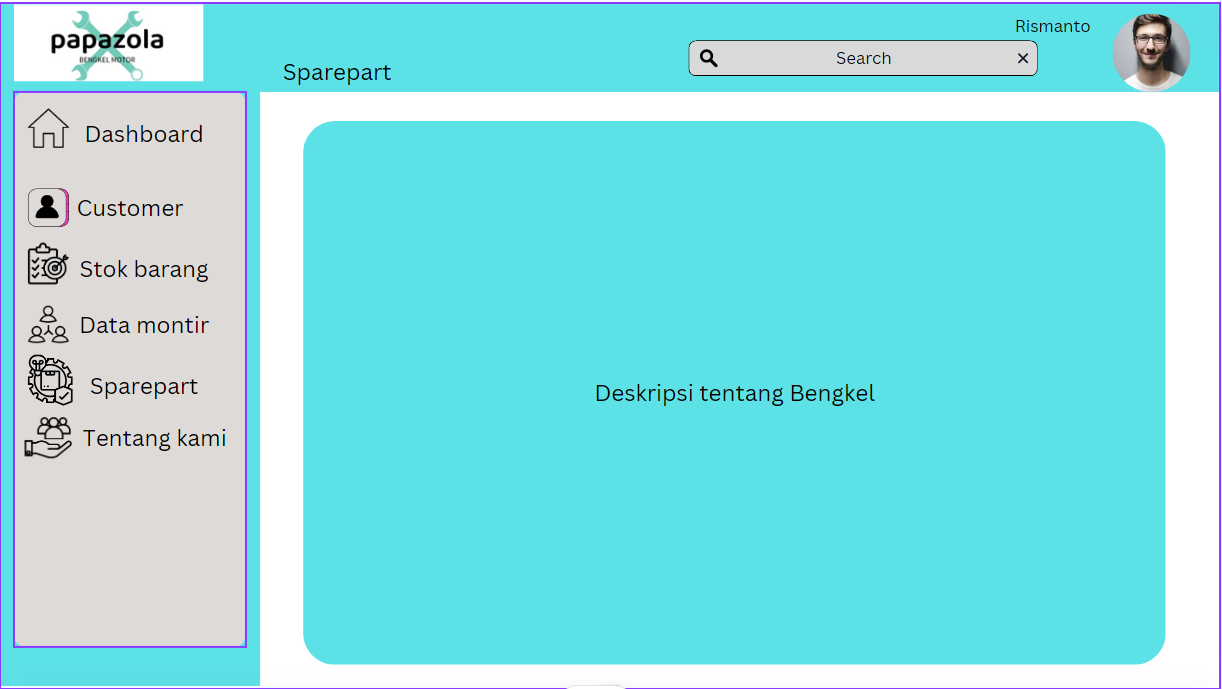 papazola
BENGKEL MOTOR
Rismanto
Search
Sparepart
Dashboard
Customer
Stok barang
Data montir
Sparepart
Tentang kami
Deskripsi tentang Bengkel